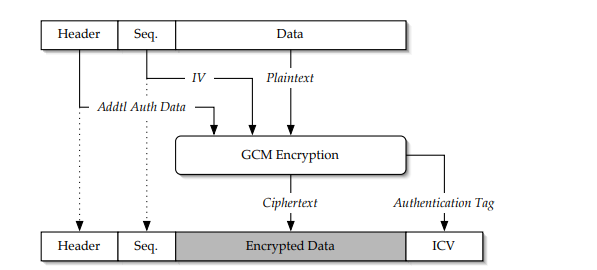 Header Seq. Data
IV Plaintext
Addtl Auth Data
GCM Encryption
Ciphertext Authentication Tag
Header Seq. Encrypted Data ICV